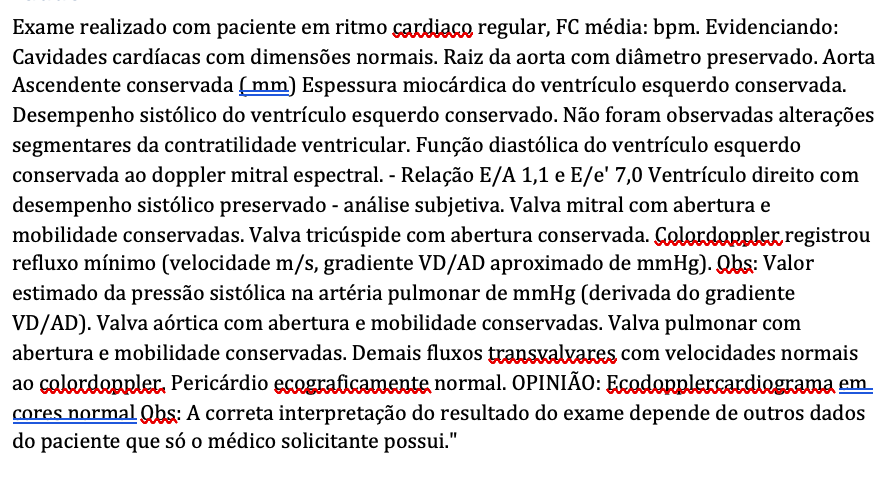 Exame realizado com paciente em ritmo cardiaco regular, FC média: bpm. Evidenciando:
Cavidades cardíacas com dimensões normais. Raiz da aorta com diâmetro preservado. Aorta
Ascendente conservada ( mm) Espessura miocárdica do ventrículo esquerdo conservada.
Desempenho sistólico do ventrículo esquerdo conservado. Não foram observadas alterações
segmentares da contratilidade ventricular. Função diastólica do ventrículo esquerdo
conservada ao doppler mitral espectral. - Relação E/A 1,1 e E/e' 7,0 Ventrículo direito com
desempenho sistólico preservado - análise subjetiva. Valva mitral com abertura e
mobilidade conservadas. Valva tricúspide com abertura conservada. Colordoppler registrou
refluxo mínimo (velocidade m/s, gradiente VD/AD aproximado de mmHg). Obs: Valor
estimado da pressão sistólica na artéria pulmonar de mmHg (derivada do gradiente
VD/AD). Valva aórtica com abertura e mobilidade conservadas. Valva pulmonar com
abertura e mobilidade conservadas. Demais fluxos transvalvares com velocidades normais
ao colordoppler. Pericárdio ecograficamente normal. OPINIÃO: Ecodopplercardiograma em
cores normal Obs: A correta interpretação do resultado do exame depende de outros dados
do paciente que só o médico solicitante possui."